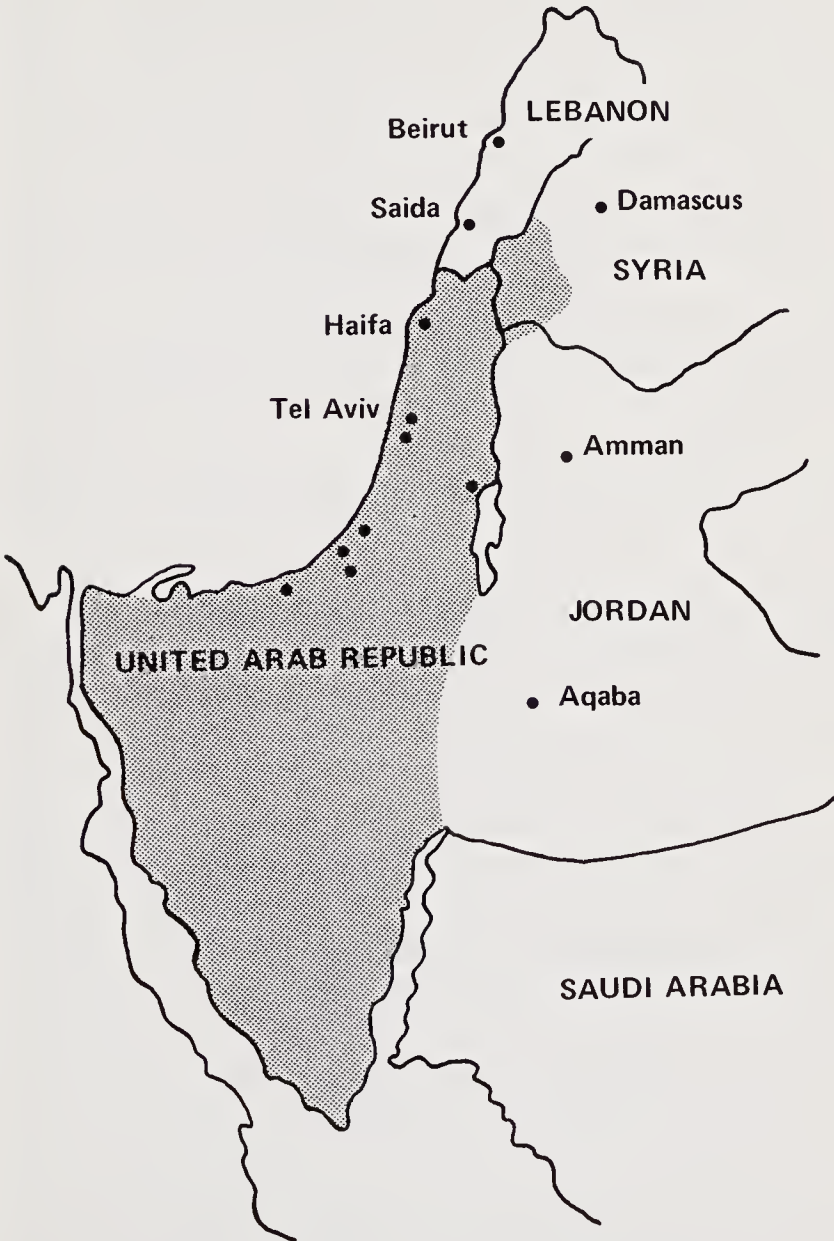 LEBANON
Beirut
Saida
Damascus
SYRIA
Haifa
Tel Aviv
Amman
JORDAN
UNITED ARAB REPUBLIC
Aqaba
SAUDI ARABIA